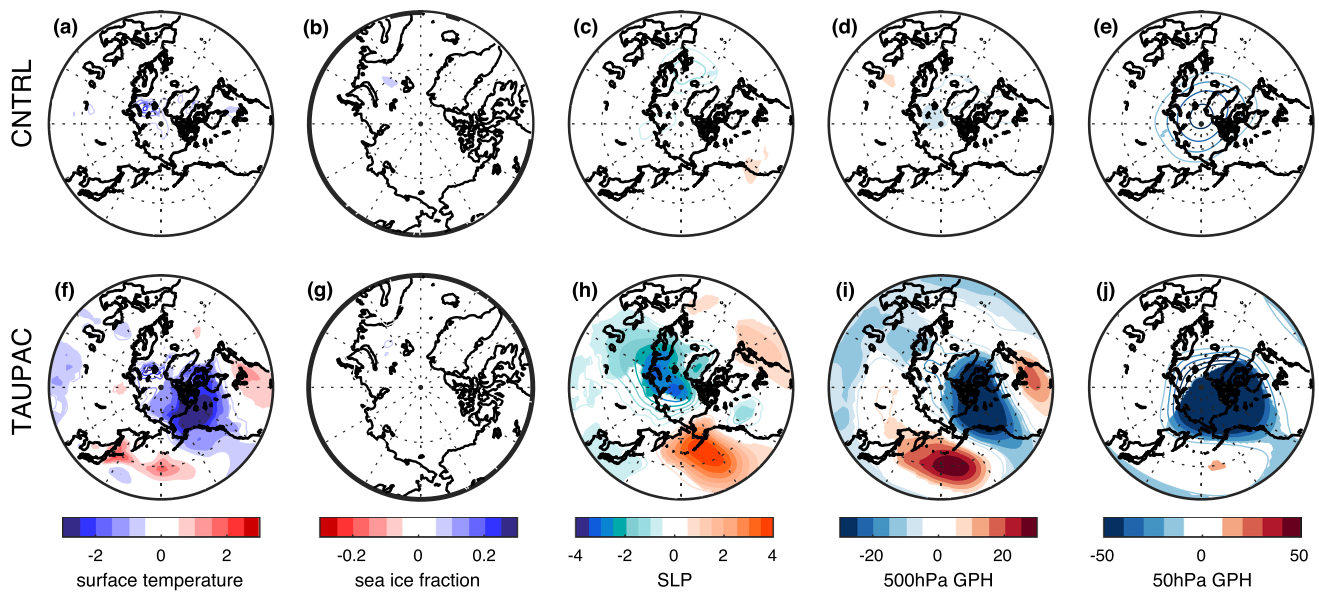 (a) (b) (c) (d) (e)
CNTRL
(f) (g) (h) (i) (j)
TAUPAC
-2 0 2 -0.2 0 0.2 -4 -2 0 2 4 -20 0 20 -50 0 50
surface temperature sea ice fraction SLP 500hPa GPH 50hPa GPH